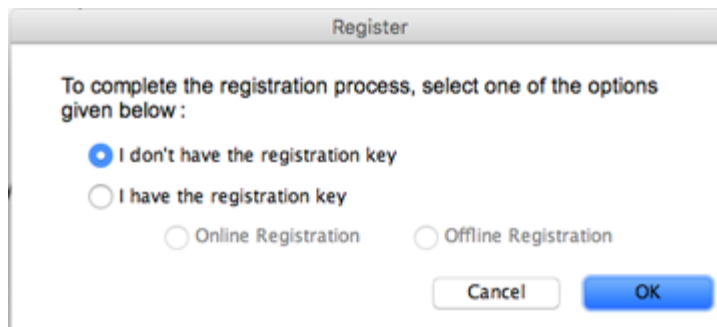 Register
To complete the registration process, select one of the options
given below :
I don't have the registration key
I have the registration key
Online Registration Offline Registration
Cancel OK